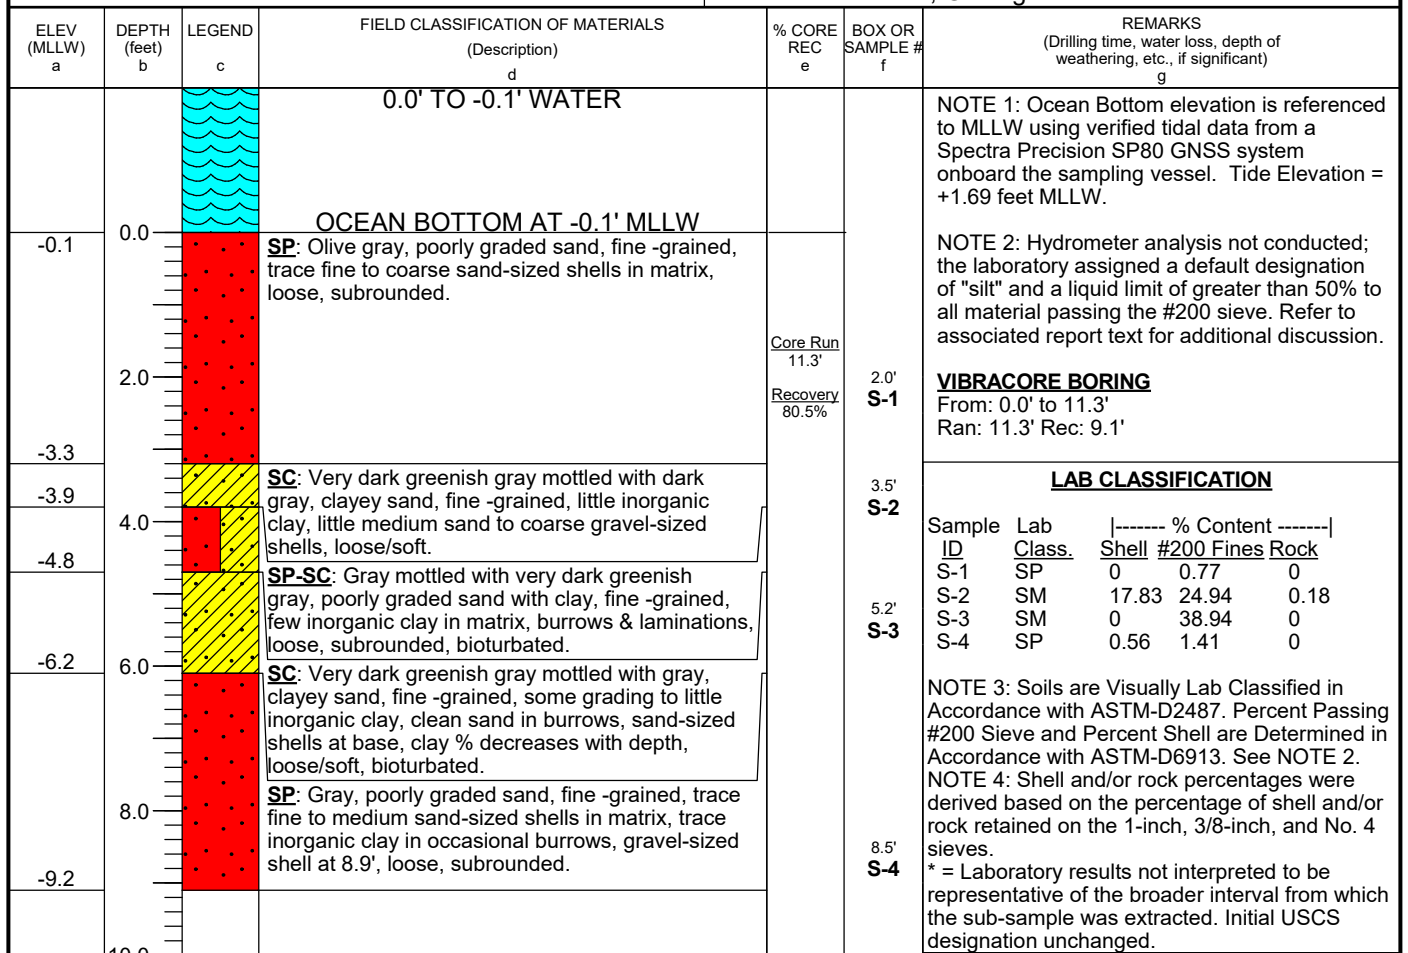 ELEV
(MLLW)
a
DEPTH
(feet)
b
LEGEND
c
FIELD CLASSIFICATION OF MATERIALS
(Description)
d
% CORE
REC
e
BOX OR
SAMPLE #
f
REMARKS
(Drilling time, water loss, depth of
weathering, etc., if significant)
g
0.0' TO -0.1' WATER
OCEAN BOTTOM AT -0.1' MLLW
-0.1
-3.3
-3.9
-4.8
-6.2
-9.2
0.0
2.0
4.0
6.0
8.0
SP: Olive gray, poorly graded sand, fine -grained,
trace fine to coarse sand-sized shells in matrix,
loose, subrounded.
SC: Very dark greenish gray mottled with dark
gray, clayey sand, fine -grained, little inorganic
clay, little medium sand to coarse gravel-sized
shells, loose/soft.
SP-SC: Gray mottled with very dark greenish
gray, poorly graded sand with clay, fine -grained,
few inorganic clay in matrix, burrows & laminations,
loose, subrounded, bioturbated.
SC: Very dark greenish gray mottled with gray,
clayey sand, fine -grained, some grading to little
inorganic clay, clean sand in burrows, sand-sized
shells at base, clay % decreases with depth,
loose/soft, bioturbated.
SP: Gray, poorly graded sand, fine -grained, trace
fine to medium sand-sized shells in matrix, trace
inorganic clay in occasional burrows, gravel-sized
shell at 8.9', loose, subrounded.
Core Run
11.3'
Recovery
80.5%
2.0'
S-1
3.5'
S-2
5.2'
S-3
8.5'
S-4
NOTE 1: Ocean Bottom elevation is referenced
to MLLW using verified tidal data from a
Spectra Precision SP80 GNSS system
onboard the sampling vessel. Tide Elevation =
+1.69 feet MLLW.
NOTE 2: Hydrometer analysis not conducted;
the laboratory assigned a default designation
of "silt" and a liquid limit of greater than 50% to
all material passing the #200 sieve. Refer to
associated report text for additional discussion.
VIBRACORE BORING
From: 0.0' to 11.3'
Ran: 11.3' Rec: 9.1'
LAB CLASSIFICATION
Sample Lab |------- % Content -------|
ID Class. Shell #200 Fines Rock
S-1 SP 0 0.77 0
S-2 SM 17.83 24.94 0.18
S-3 SM 0 38.94 0
S-4 SP 0.56 1.41 0
NOTE 3: Soils are Visually Lab Classified in
Accordance with ASTM-D2487. Percent Passing
#200 Sieve and Percent Shell are Determined in
Accordance with ASTM-D6913. See NOTE 2.
NOTE 4: Shell and/or rock percentages were
derived based on the percentage of shell and/or
rock retained on the 1-inch, 3/8-inch, and No. 4
sieves.
* = Laboratory results not interpreted to be
representative of the broader interval from which
the sub-sample was extracted. Initial USCS
designation unchanged.